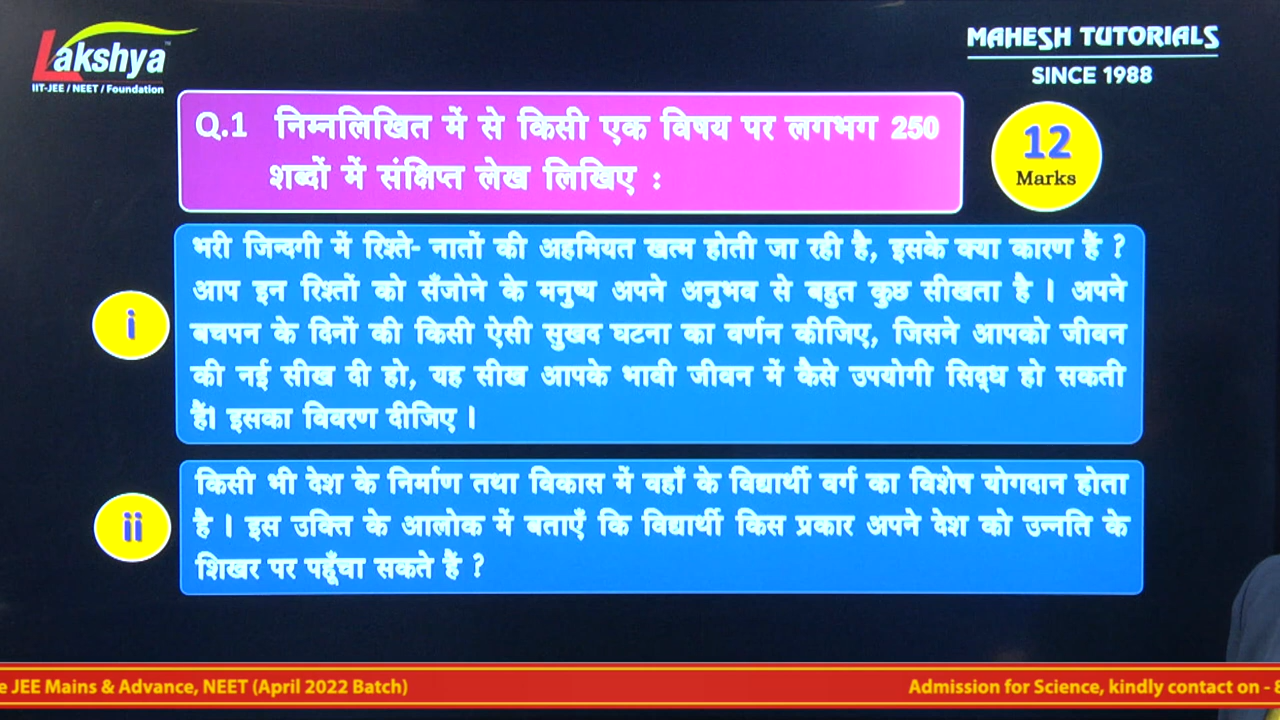 Lakshya
TM
IIT-JEE / NEET / Foundation
MAHESH TUTORIALS
SINCE 1988
Q.1 निम्नलिखित में से किसी एक विषय पर लगभग 250
शब्दों में संक्षिप्त लेख लिखिए :
12
Marks
i
भरी जिन्दगी में रिश्ते- नातों की अहमियत खत्म होती जा रही है, इसके क्या कारण हैं ?
आप इन रिश्तों को सँजोने के मनुष्य अपने अनुभव से बहुत कुछ सीखता है । अपने
बचपन के दिनों की किसी ऐसी सुखद घटना का वर्णन कीजिए, जिसने आपको जीवन
की नई सीख दी हो, यह सीख आपके भावी जीवन में कैसे उपयोगी सिद्ध हो सकती
हैं। इसका विवरण दीजिए ।
ii
किसी भी देश के निर्माण तथा विकास में वहाँ के विद्यार्थी वर्ग का विशेष योगदान होता
है । इस उक्ति के आलोक में बताएँ कि विद्यार्थी किस प्रकार अपने देश को उन्नति के
शिखर पर पहूँचा सकते हैं ?
e JEE Mains & Advance, NEET (April 2022 Batch)
Admission for Science, kindly contact on - 8